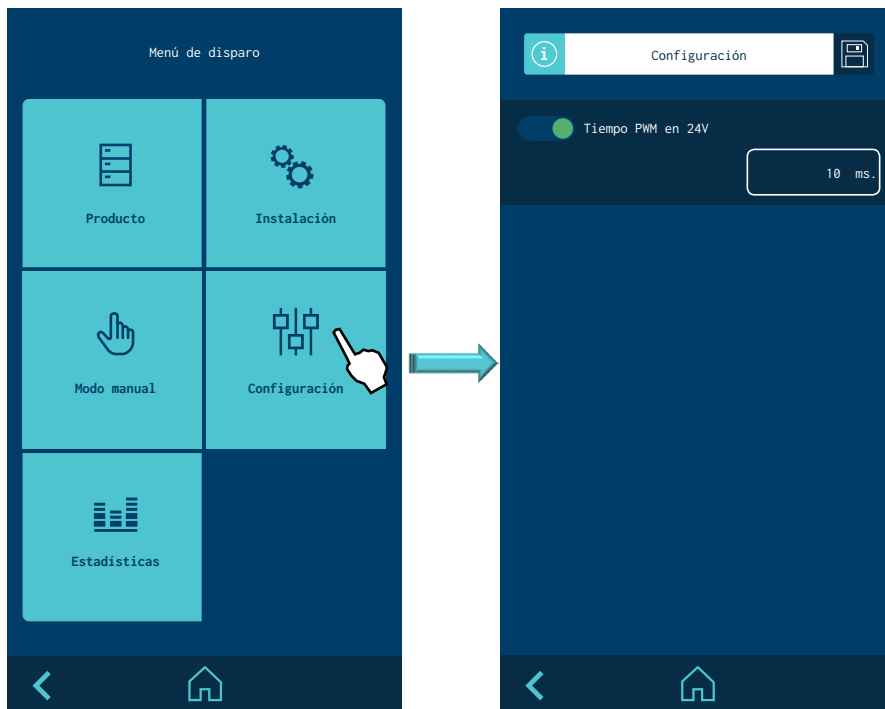 Menú de disparo
Producto
Instalación
Modo manual
Configuración
Estadísticas
i
Configuración
Tiempo PWM en 24V
10 ms.